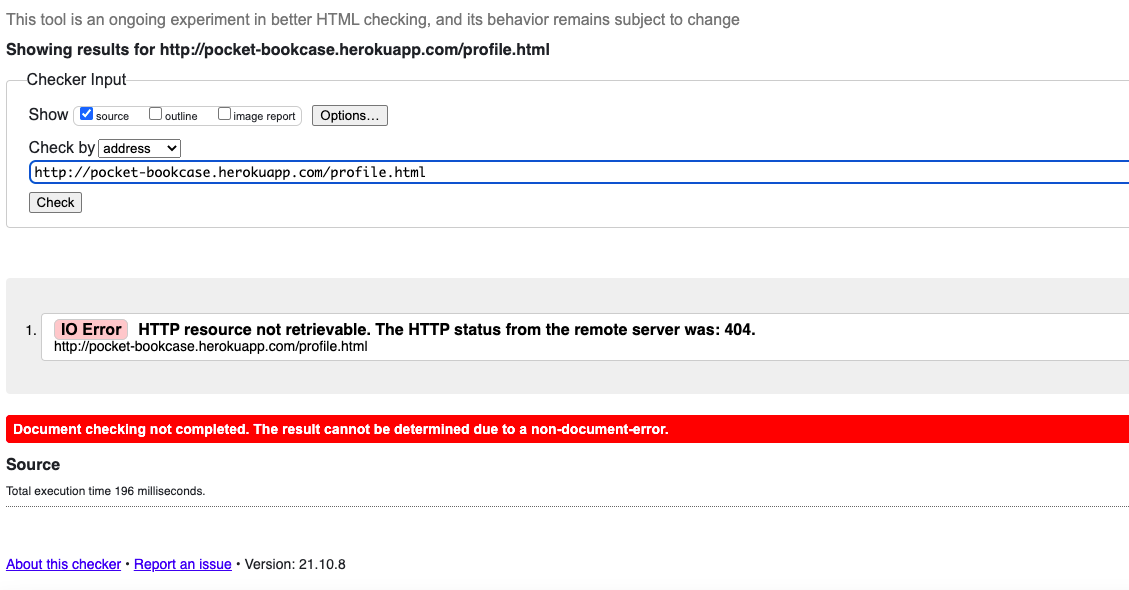 This tool is an ongoing experiment in better HTML checking, and its behavior remains subject to change
Showing results for http://pocket-bookcase.herokuapp.com/profile.html
Checker Input
Show source outline image report Options...
Check by address
http://pocket-bookcase.herokuapp.com/profile.html
Check
1. IO Error HTTP resource not retrievable. The HTTP status from the remote server was: 404.
http://pocket-bookcase.herokuapp.com/profile.html
Document checking not completed. The result cannot be determined due to a non-document-error.
Source
Total execution time 196 milliseconds.
About this checker • Report an issue • Version: 21.10.8